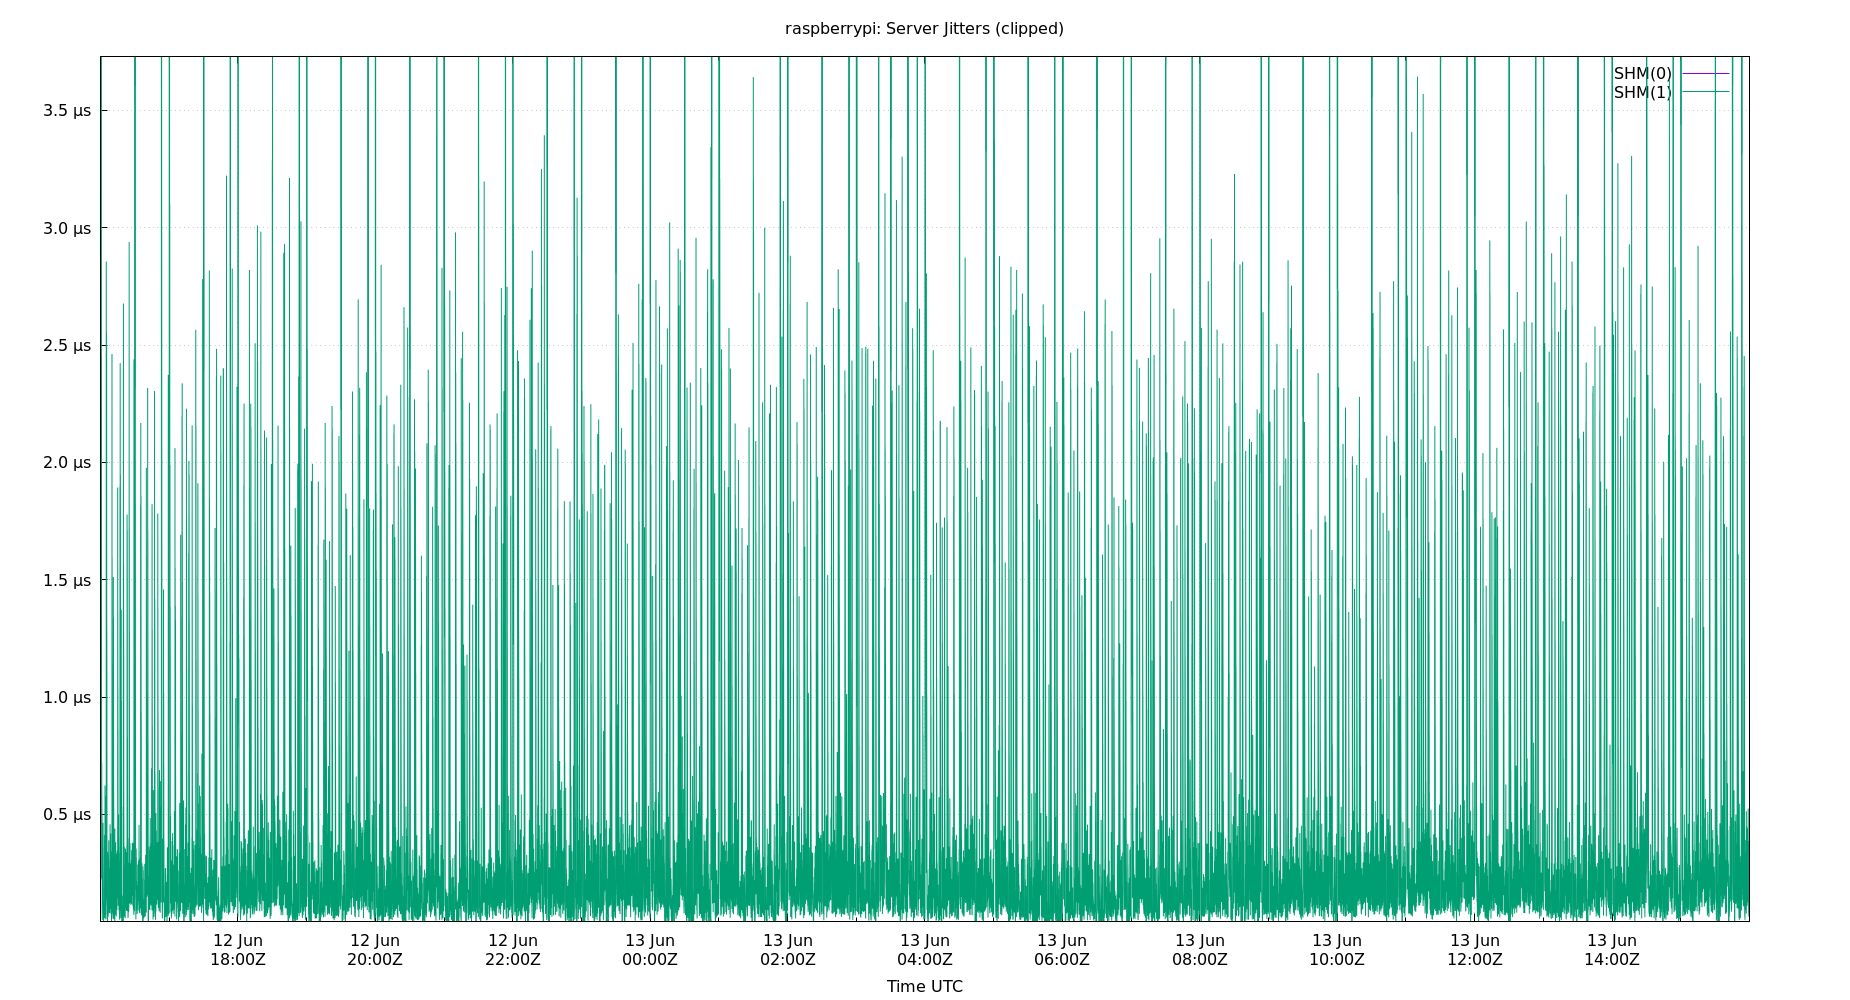 raspberrypi: Server Jitters (clipped)
SHM(0)
SHM(1)
3.5 µs
3.0 µs
2.5 µs
2.0 µs
1.5 µs
1.0 µs
0.5 µs
12 Jun 12 Jun 12 Jun 13 Jun 13 Jun 13 Jun 13 Jun 13 Jun 13 Jun 13 Jun 13 Jun
18:00Z 20:00Z 22:00Z 00:00Z 02:00Z 04:00Z 06:00Z 08:00Z 10:00Z 12:00Z 14:00Z
Time UTC